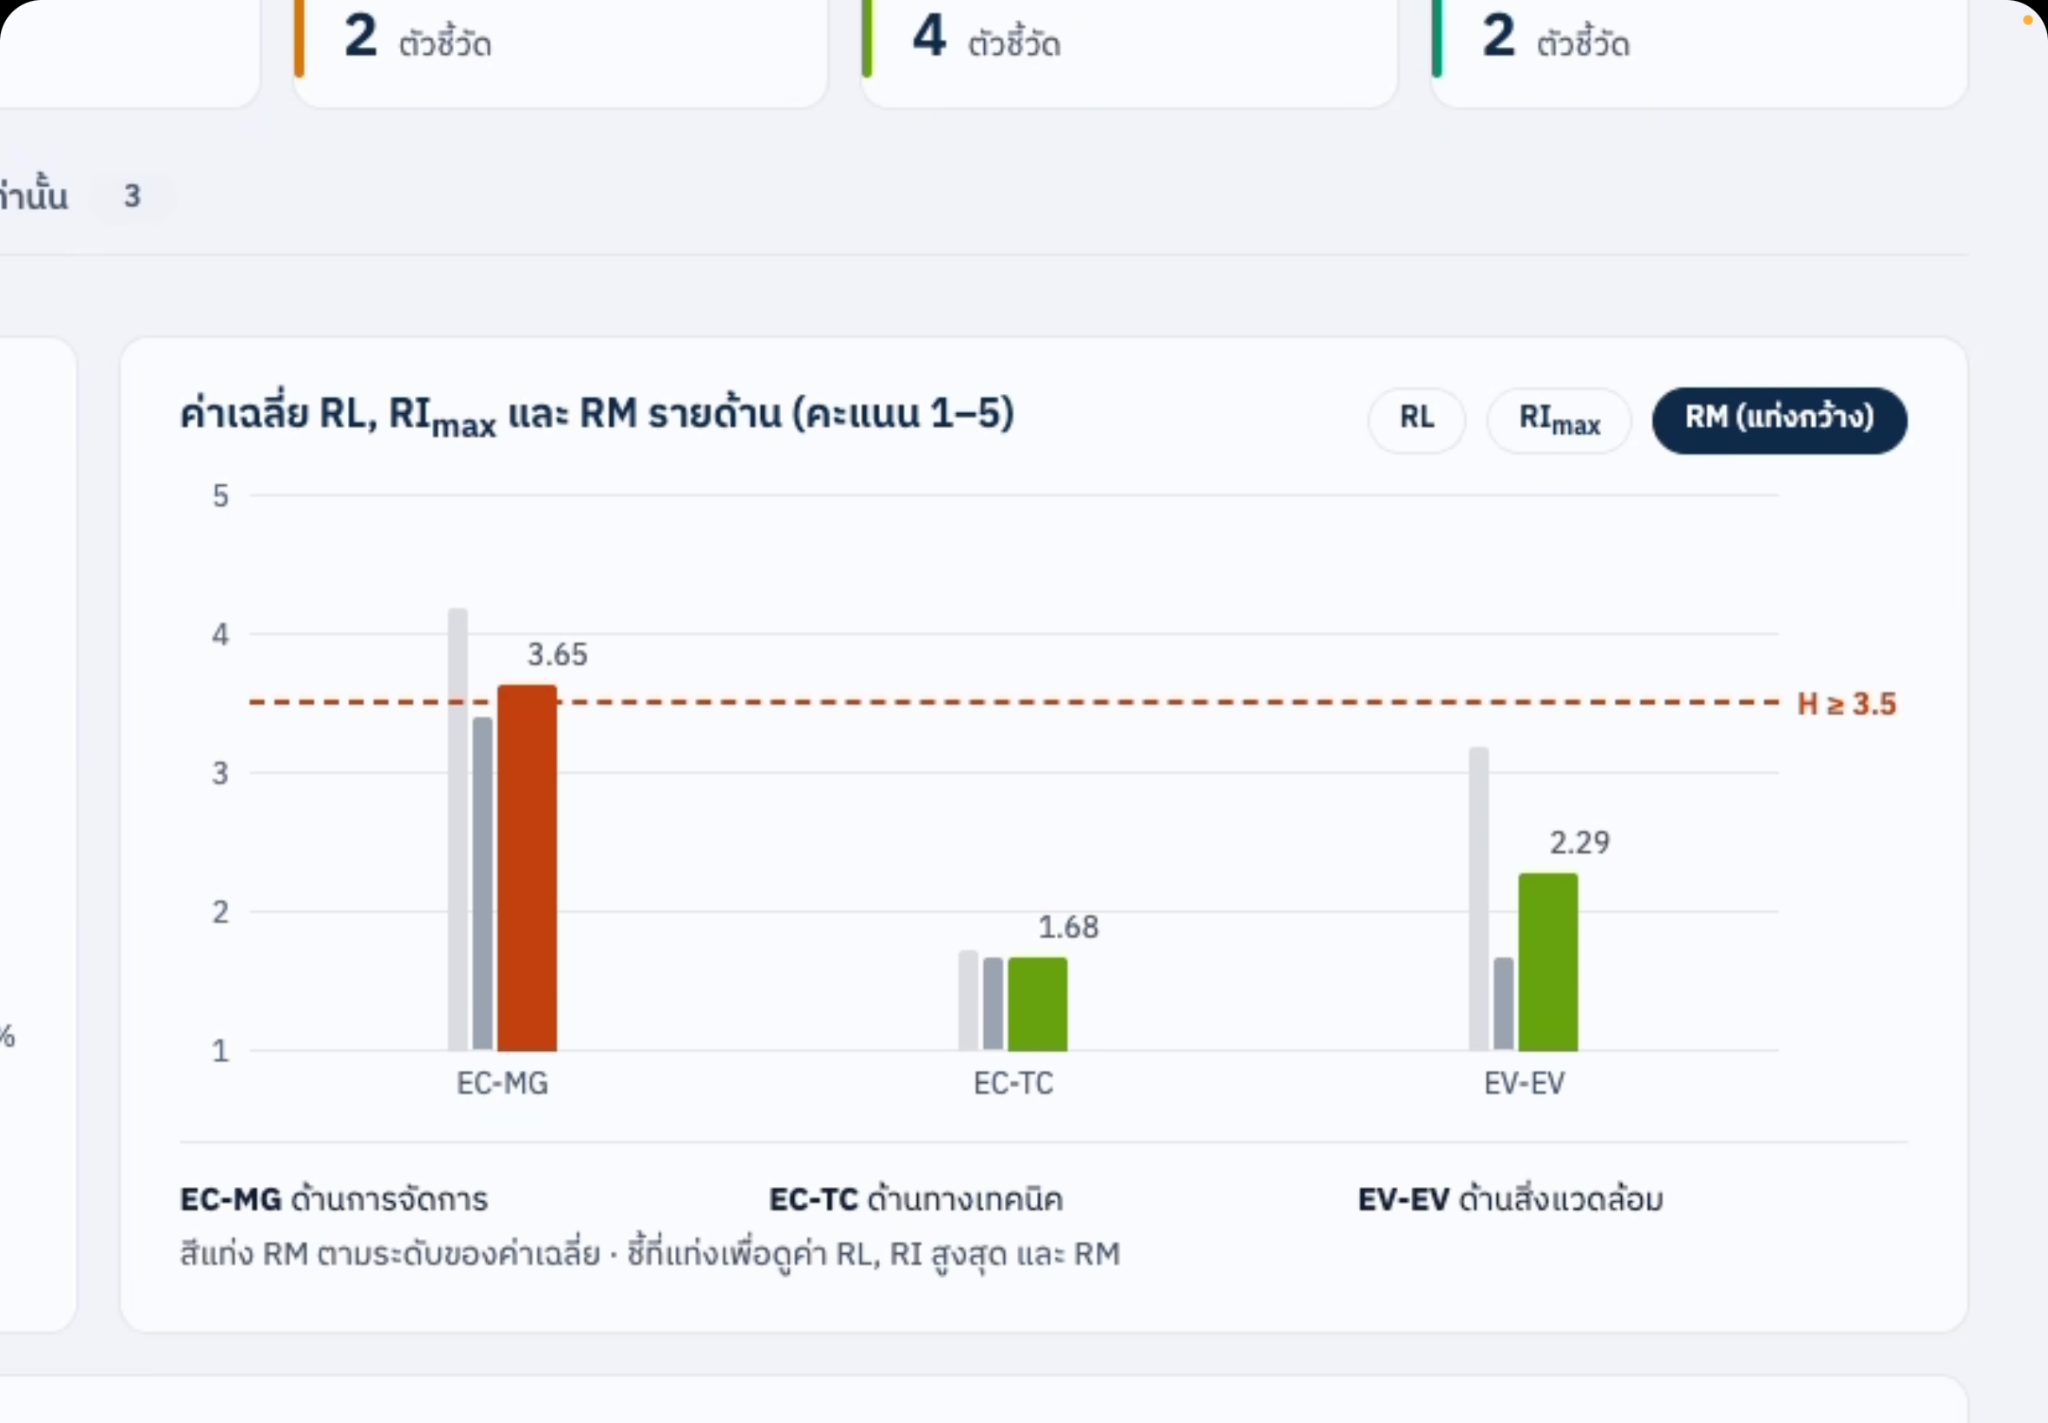 2 ตัวชี้วัด
4 ตัวชี้วัด
2 ตัวชี้วัด
3
ค่าเฉลี่ย RL, RImax และ RM รายด้าน (คะแนน 1–5)
RL
RImax
RM (แท่งกว้าง)
5
4
3
2
1
3.65
H ≥ 3.5
2.29
1.68
EC-MG
EC-TC
EV-EV
%
EC-MG ด้านการจัดการ
EC-TC ด้านทางเทคนิค
EV-EV ด้านสิ่งแวดล้อม
สีแท่ง RM ตามระดับของค่าเฉลี่ย · ชี้ที่แท่งเพื่อดูค่า RL, RI สูงสุด และ RM